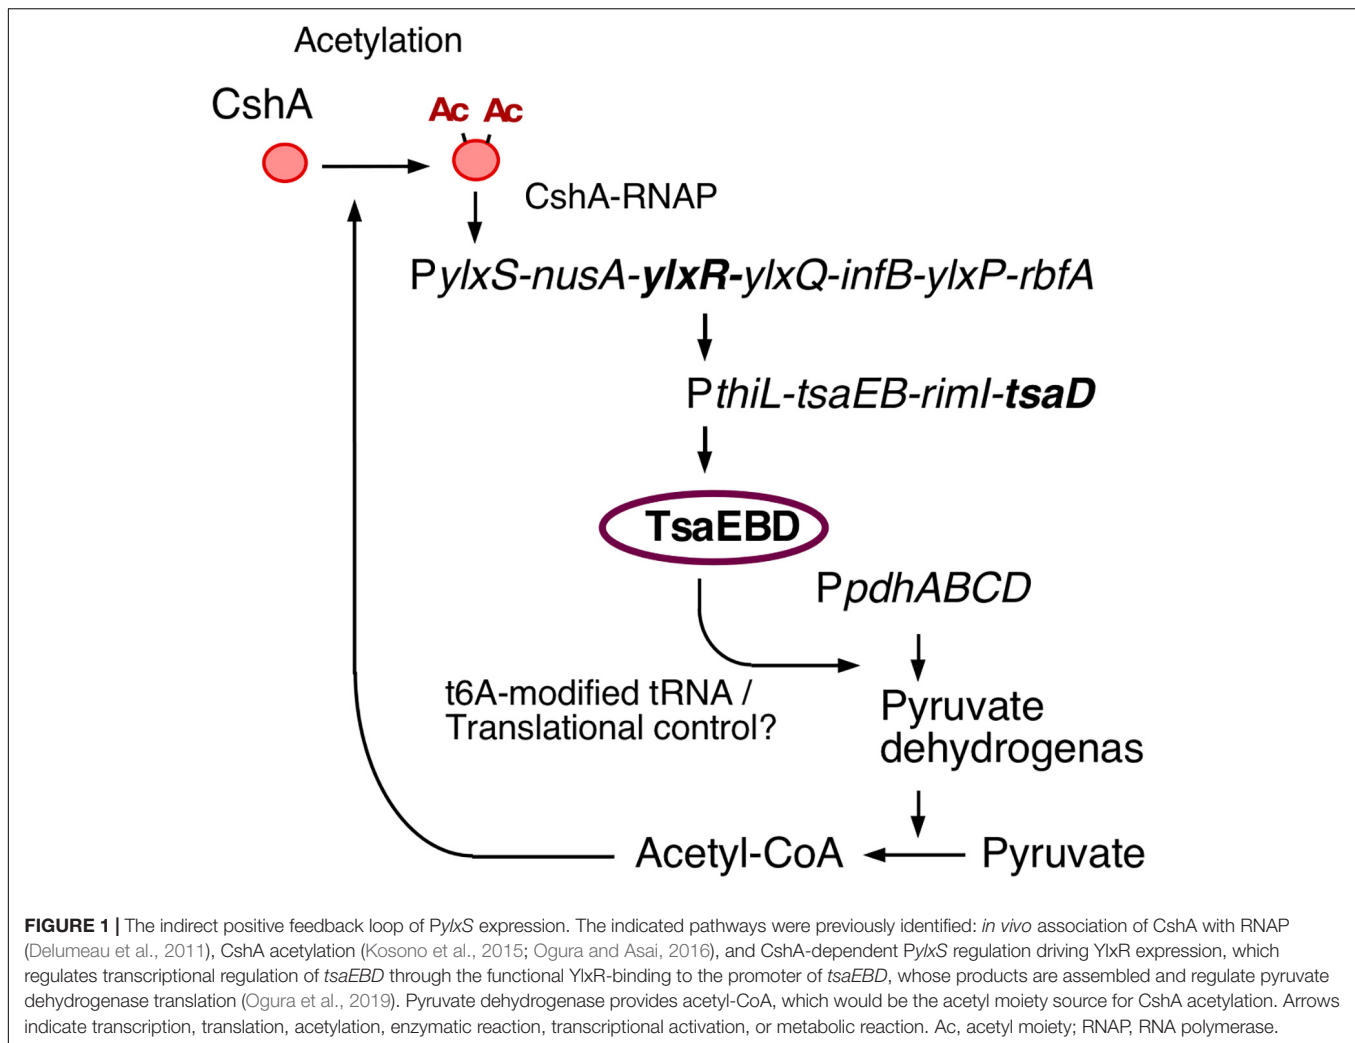 Acetylation
CshA
Ac Ac
CshA-RNAP
PylxS-nusA-ylxR-ylxQ-infB-ylxP-rbfA
PthiL-tsaEB-rimI-tsaD
TsaEBD
PpdhABCD
t6A-modified tRNA /
Translational control?
Pyruvate
dehydrogenas
Acetyl-CoA
Pyruvate
FIGURE 1 | The indirect positive feedback loop of PylxS expression. The indicated pathways were previously identified: in vivo association of CshA with RNAP
(Delumeau et al., 2011), CshA acetylation (Kosono et al., 2015; Ogura and Asai, 2016), and CshA-dependent PylxS regulation driving YlxR expression, which
regulates transcriptional regulation of tsaEBD through the functional YlxR-binding to the promoter of tsaEBD, whose products are assembled and regulate pyruvate
dehydrogenase translation (Ogura et al., 2019). Pyruvate dehydrogenase provides acetyl-CoA, which would be the acetyl moiety source for CshA acetylation. Arrows
indicate transcription, translation, acetylation, enzymatic reaction, transcriptional activation, or metabolic reaction. Ac, acetyl moiety; RNAP, RNA polymerase.